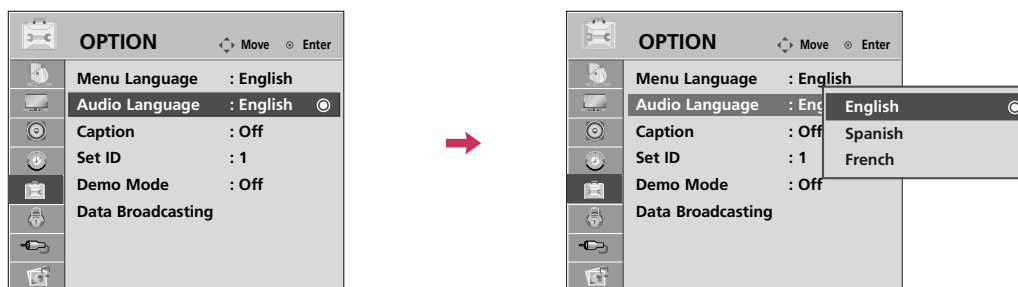 OPTION Move Enter
Menu Language : English
Audio Language : English
Caption : Off
Set ID : 1
Demo Mode : Off
Data Broadcasting
OPTION Move Enter
Menu Language : English
Audio Language : Eng
Caption : Off
Set ID : 1
Demo Mode : Off
Data Broadcasting
English
Spanish
French